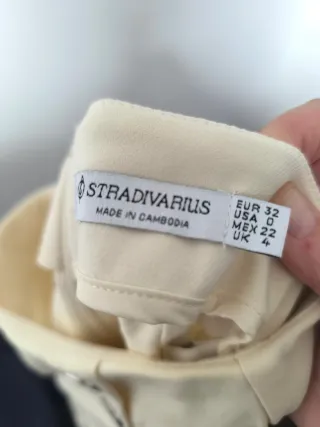 STRADIVARIUS
MADE IN CAMBODIA
EUR 32
USA 0
MEX 22
UK 4